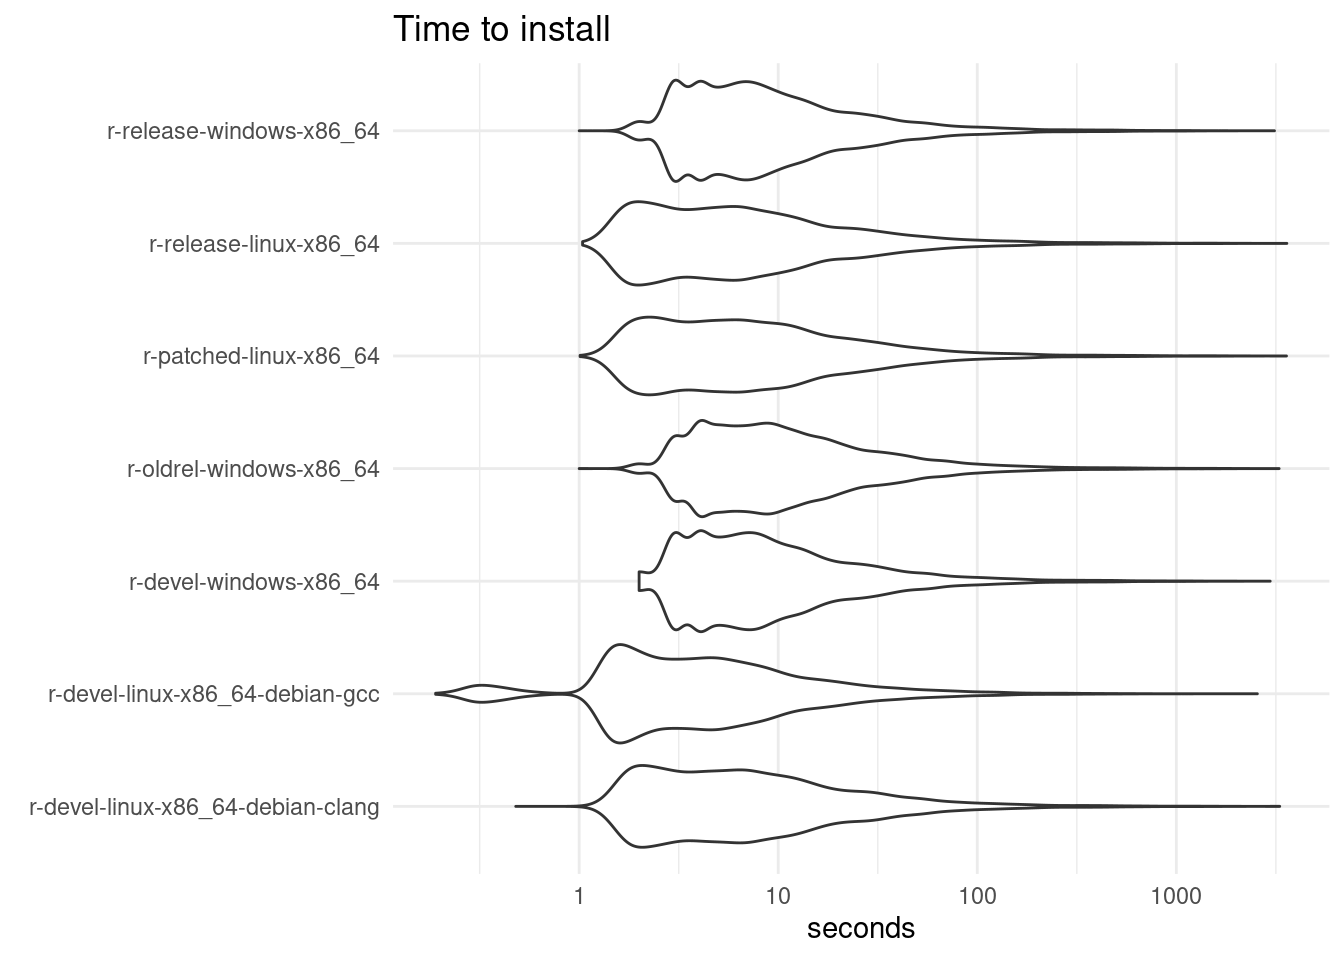 Time to install
r-release-windows-x86_64
r-release-linux-x86_64
r-patched-linux-x86_64
r-oldrel-windows-x86_64
r-devel-windows-x86_64
r-devel-linux-x86_64-debian-gcc
r-devel-linux-x86_64-debian-clang
1 10 100 1000
seconds